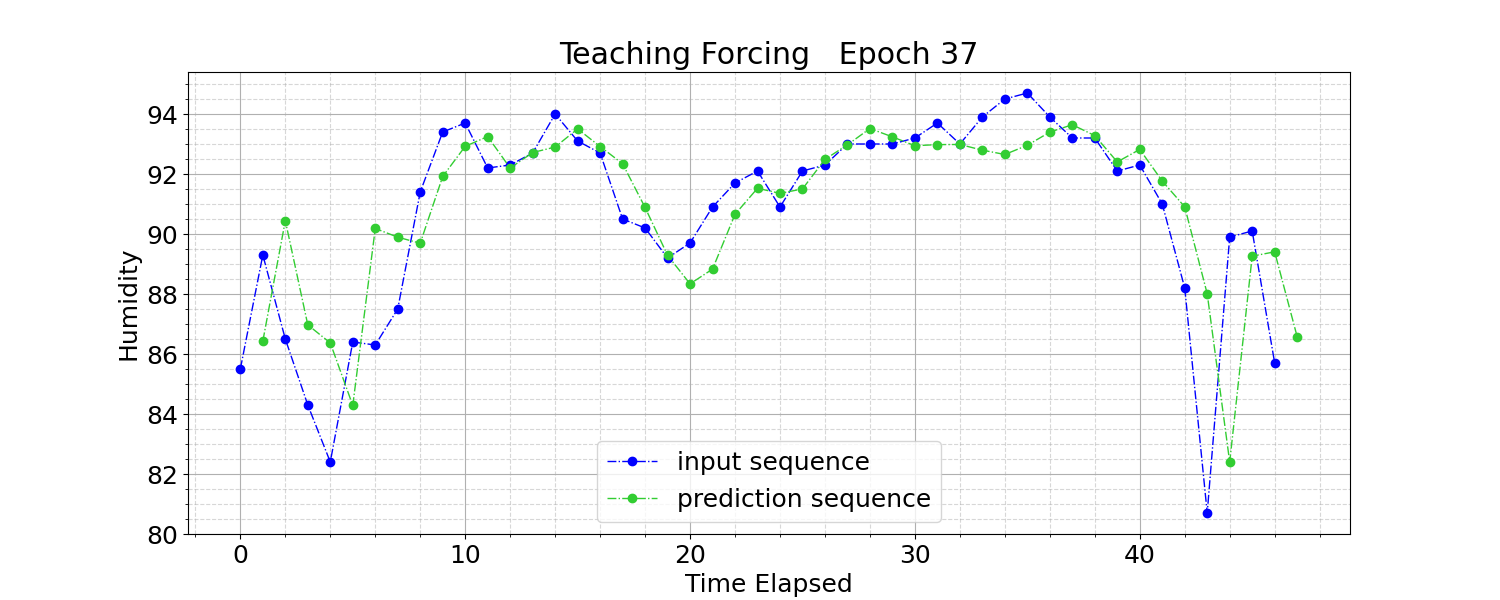 Teaching Forcing   Epoch 37
Humidity
94
92
90
88
86
84
82
80
input sequence
prediction sequence
0 10 20 30 40
Time Elapsed